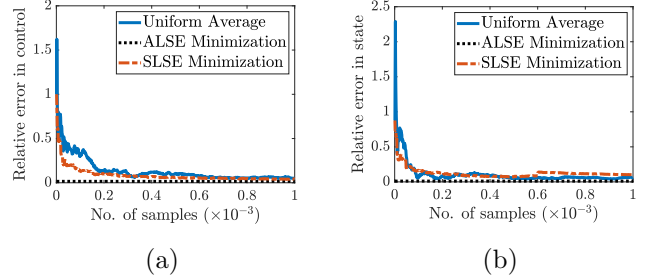 Relative error in control
2
1.5
1
0.5
0
0 0.2 0.4 0.6 0.8 1
No. of samples (×10⁻³)
Uniform Average
ALSE Minimization
SLSE Minimization
(a)
Relative error in state
2.5
2
1.5
1
0.5
0
0 0.2 0.4 0.6 0.8 1
No. of samples (×10⁻³)
Uniform Average
ALSE Minimization
SLSE Minimization
(b)